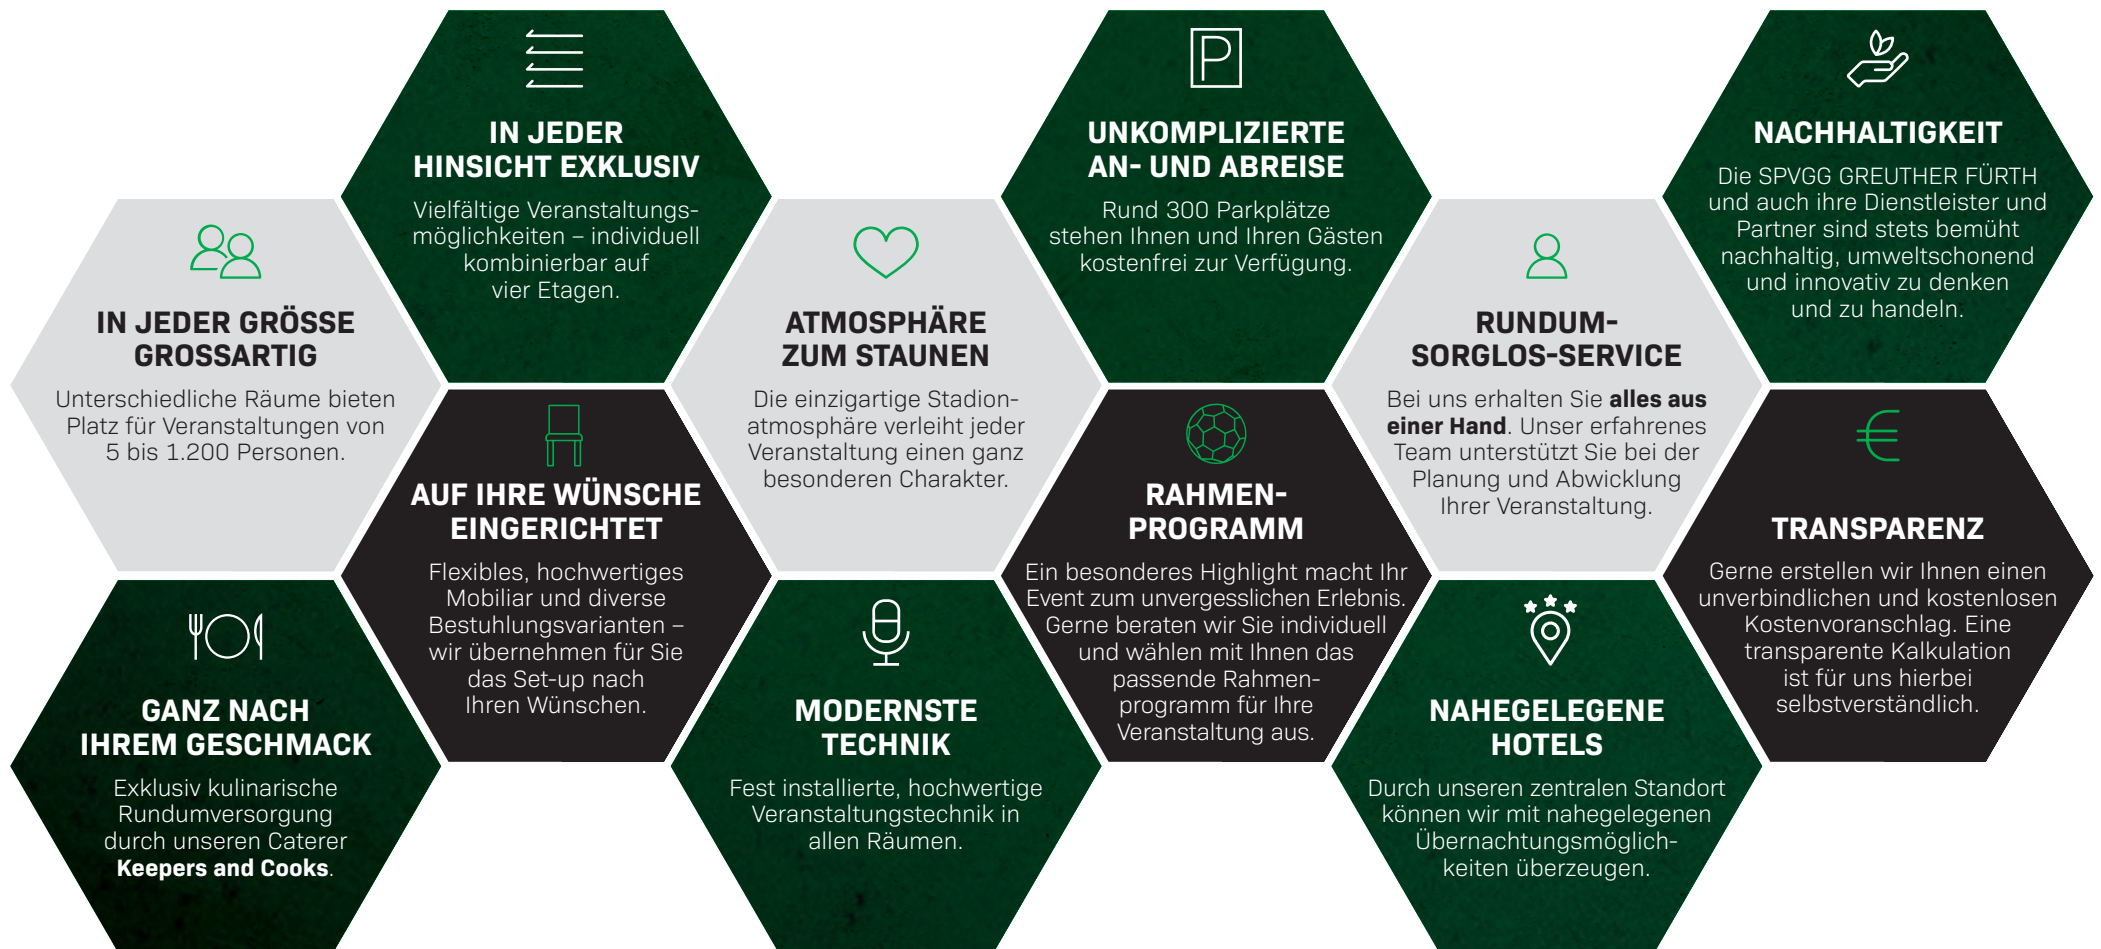 IN JEDER
HINSICHT EXKLUSIV
Vielfältige Veranstaltungs-
möglichkeiten – individuell
kombinierbar auf
vier Etagen.
UNKOMPLIZIERTE
AN- UND ABREISE
Rund 300 Parkplätze
stehen Ihnen und Ihren Gästen
kostenfrei zur Verfügung.
NACHHALTIGKEIT
Die SPVGG GREUTHER FÜRTH
und auch ihre Dienstleister und
Partner sind stets bemüht
nachhaltig, umweltschonend
und innovativ zu denken
und zu handeln.
IN JEDER GRÖSSE
GROSSARTIG
Unterschiedliche Räume bieten
Platz für Veranstaltungen von
5 bis 1.200 Personen.
ATMOSPHÄRE
ZUM STAUNEN
Die einzigartige Stadion-
atmosphäre verleiht jeder
Veranstaltung einen ganz
besonderen Charakter.
RUNDUM-
SORGLOS-SERVICE
Bei uns erhalten Sie alles aus
einer Hand. Unser erfahrenes
Team unterstützt Sie bei der
Planung und Abwicklung
Ihrer Veranstaltung.
AUF IHRE WÜNSCHE
EINGERICHTET
Flexibles, hochwertiges
Mobiliar und diverse
Bestuhlungsvarianten –
wir übernehmen für Sie
das Set-up nach
Ihren Wünschen.
RAHMEN-
PROGRAMM
Ein besonderes Highlight macht Ihr
Event zum unvergesslichen Erlebnis.
Gerne beraten wir Sie individuell
und wählen mit Ihnen das
passende Rahmen-
programm für Ihre
Veranstaltung aus.
TRANSPARENZ
Gerne erstellen wir Ihnen einen
unverbindlichen und kostenlosen
Kostenvoranschlag. Eine
transparente Kalkulation
ist für uns hierbei
selbstverständlich.
GANZ NACH
IHREM GESCHMACK
Exklusiv kulinarische
Rundumversorgung
durch unseren Caterer
Keepers and Cooks.
MODERNSTE
TECHNIK
Fest installierte, hochwertige
Veranstaltungstechnik in
allen Räumen.
NAHEGELEGENE
HOTELS
Durch unseren zentralen Standort
können wir mit nahegelegenen
Übernachtungsmöglich-
keiten überzeugen.